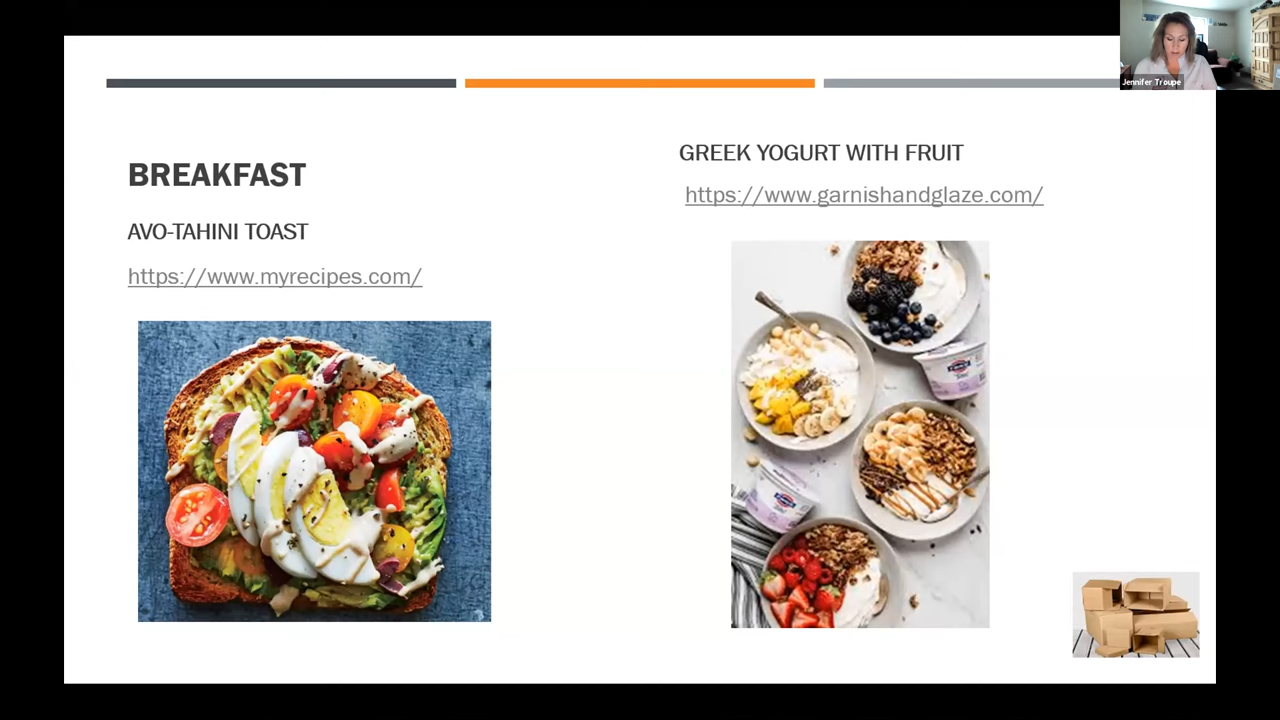 Jennifer Troupe
BREAKFAST
AVO-TAHINI TOAST
https://www.myrecipes.com/
GREEK YOGURT WITH FRUIT
https://www.garnishandglaze.com/